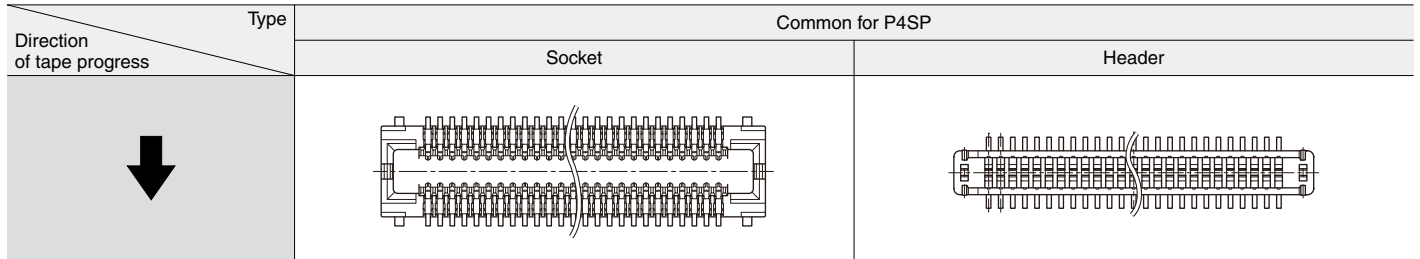 Type
Common for P4SP
Direction
of tape progress
Socket
Header